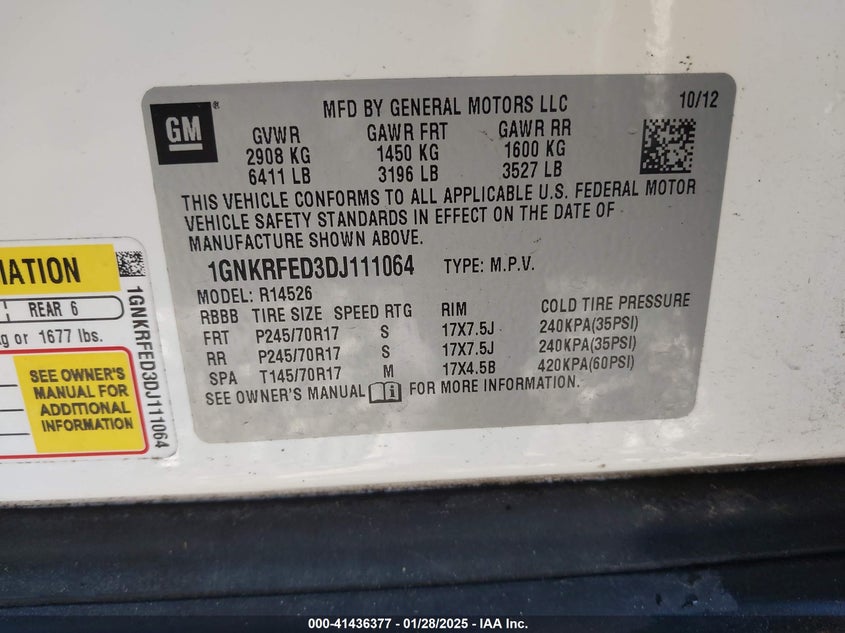 GM ®
MFD BY GENERAL MOTORS LLC 10/12
GVWR GAWR FRT GAWR RR
2908 KG 1450 KG 1600 KG
6411 LB 3196 LB 3527 LB
THIS VEHICLE CONFORMS TO ALL APPLICABLE U.S. FEDERAL MOTOR
VEHICLE SAFETY STANDARDS IN EFFECT ON THE DATE OF
MANUFACTURE SHOWN ABOVE.
1GNKRFED3DJ111064 TYPE: M.P.V.
MODEL: R14526
RBBB TIRE SIZE SPEED RTG RIM COLD TIRE PRESSURE
FRT P245/70R17 S 17X7.5J 240KPA(35PSI)
RR P245/70R17 S 17X7.5J 240KPA(35PSI)
SPA T145/70R17 M 17X4.5B 420KPA(60PSI)
SEE OWNER'S MANUAL i FOR MORE INFORMATION.
MATION
REAR 6
kg or 1677 lbs.
SEE OWNER'S
MANUAL FOR
ADDITIONAL
INFORMATION
1GNKRFED3DJ111064
000-41436377 - 01/28/2025 - IAA Inc.